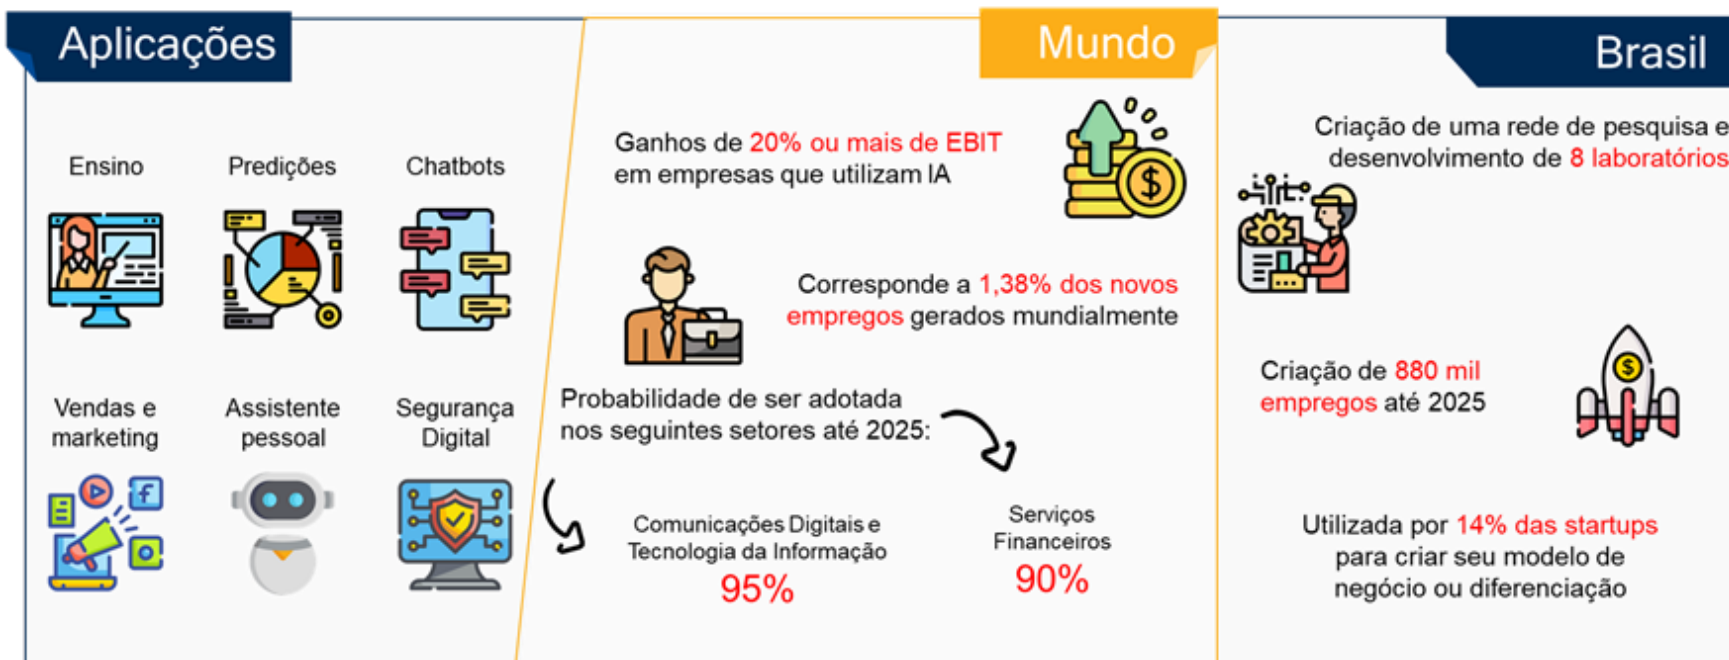 Aplicações
Ensino
Predições
Chatbots
Vendas e
marketing
Assistente
pessoal
Segurança
Digital
Mundo
Ganhos de 20% ou mais de EBIT
em empresas que utilizam IA
$
Corresponde a 1,38% dos novos
empregos gerados mundialmente
Probabilidade de ser adotada
nos seguintes setores até 2025:
Comunicações Digitais e
Tecnologia da Informação
95%
Serviços
Financeiros
90%
Brasil
Criação de uma rede de pesquisa e
desenvolvimento de 8 laboratórios
Criação de 880 mil
empregos até 2025
$
Utilizada por 14% das startups
para criar seu modelo de
negócio ou diferenciação